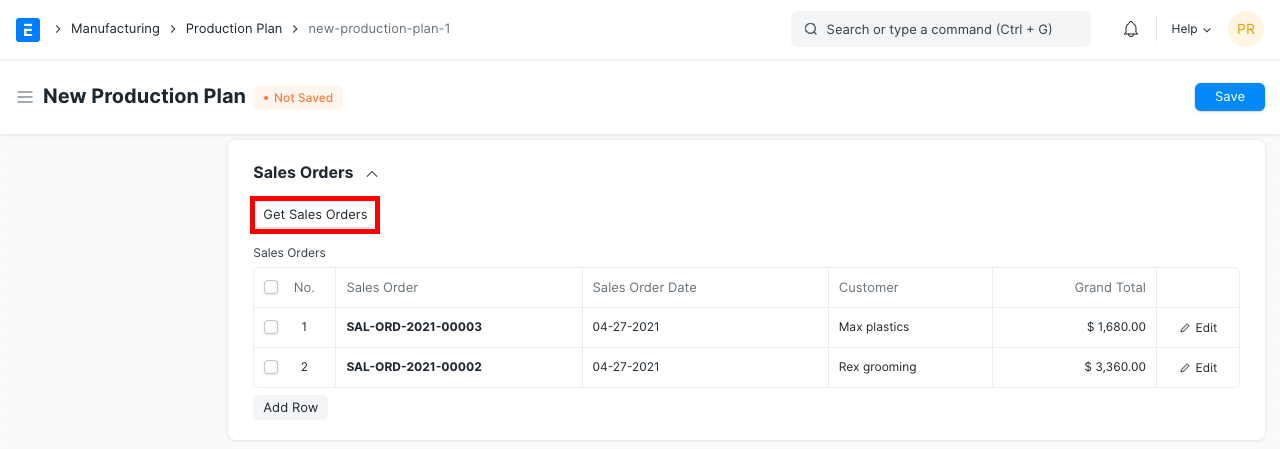 E Manufacturing Production Plan new-production-plan-1 Search or type a command (Ctrl + G) Help PR
New Production Plan • Not Saved Save
Sales Orders
Get Sales Orders
Sales Orders
No. Sales Order Sales Order Date Customer Grand Total
1 SAL-ORD-2021-00003 04-27-2021 Max plastics $ 1,680.00 Edit
2 SAL-ORD-2021-00002 04-27-2021 Rex grooming $ 3,360.00 Edit
Add Row